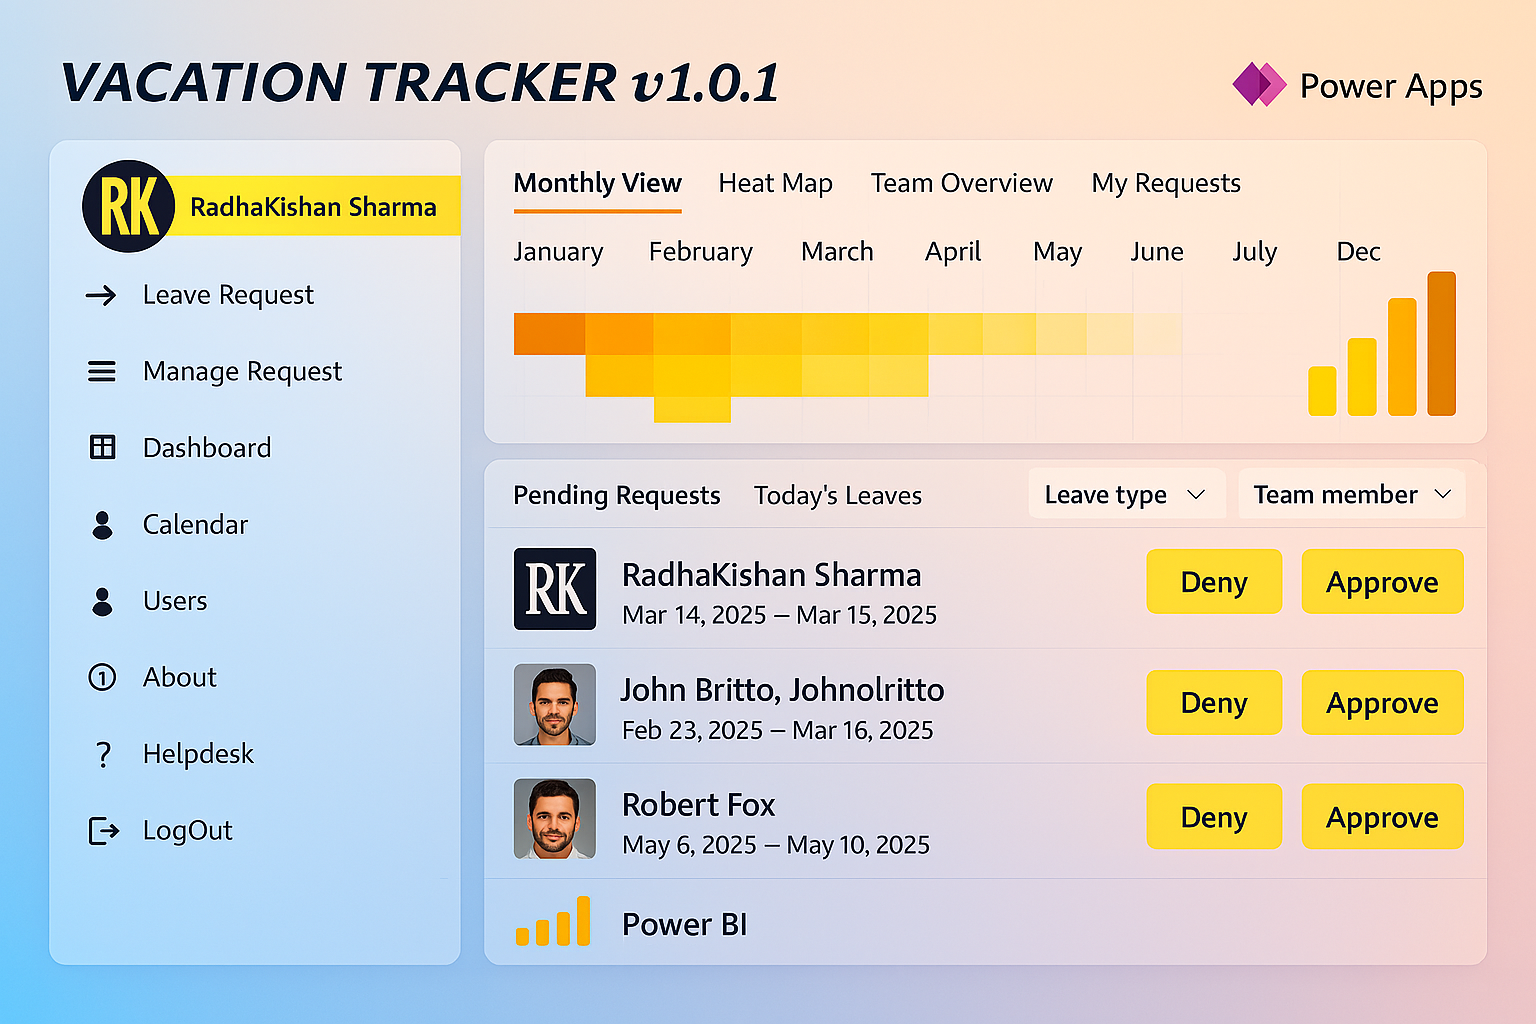 VACATION TRACKER v1.0.1
Power Apps
RK
RadhaKishan Sharma
Leave Request
Manage Request
Dashboard
Calendar
Users
1 About
? Helpdesk
LogOut
Monthly View Heat Map Team Overview My Requests
January February March April May June July Dec
Pending Requests Today's Leaves Leave type Team member
RK
RadhaKishan Sharma
Mar 14, 2025 – Mar 15, 2025
Deny Approve
John Britto, Johnolritto
Feb 23, 2025 – Mar 16, 2025
Deny Approve
Robert Fox
May 6, 2025 – May 10, 2025
Deny Approve
Power BI